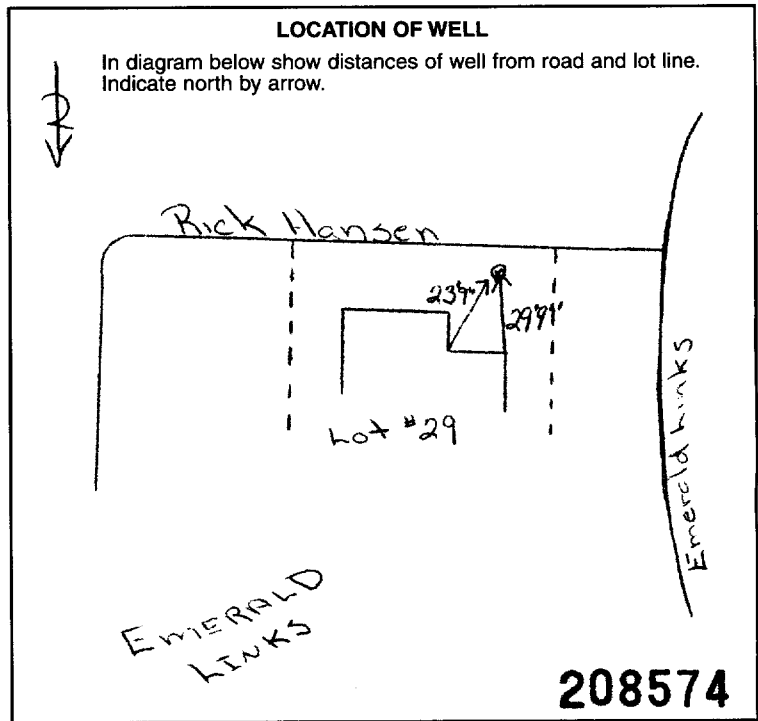 LOCATION OF WELL
In diagram below show distances of well from road and lot line.
Indicate north by arrow.
Rick Hansen
Lot #29
Emerald Links
EMERALD
LINKS
208574